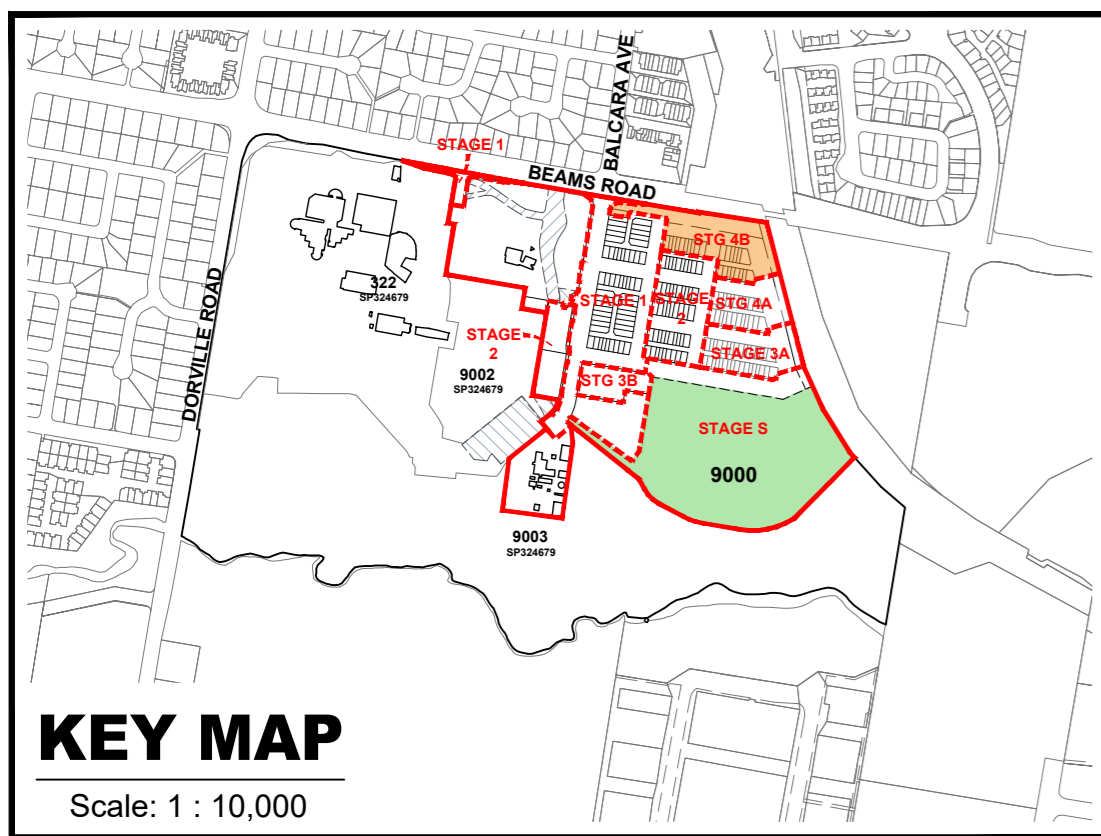 BALCARA AVE
STAGE 1
BEAMS ROAD
STG 4B
322
SP324679
STAGE 1
STAGE
2
STG 4A
DORVILLE ROAD
STAGE
2
STAGE 3A
9002
SP324679
STG 3B
STAGE S
9000
9003
SP324679
KEY MAP
Scale: 1 : 10,000